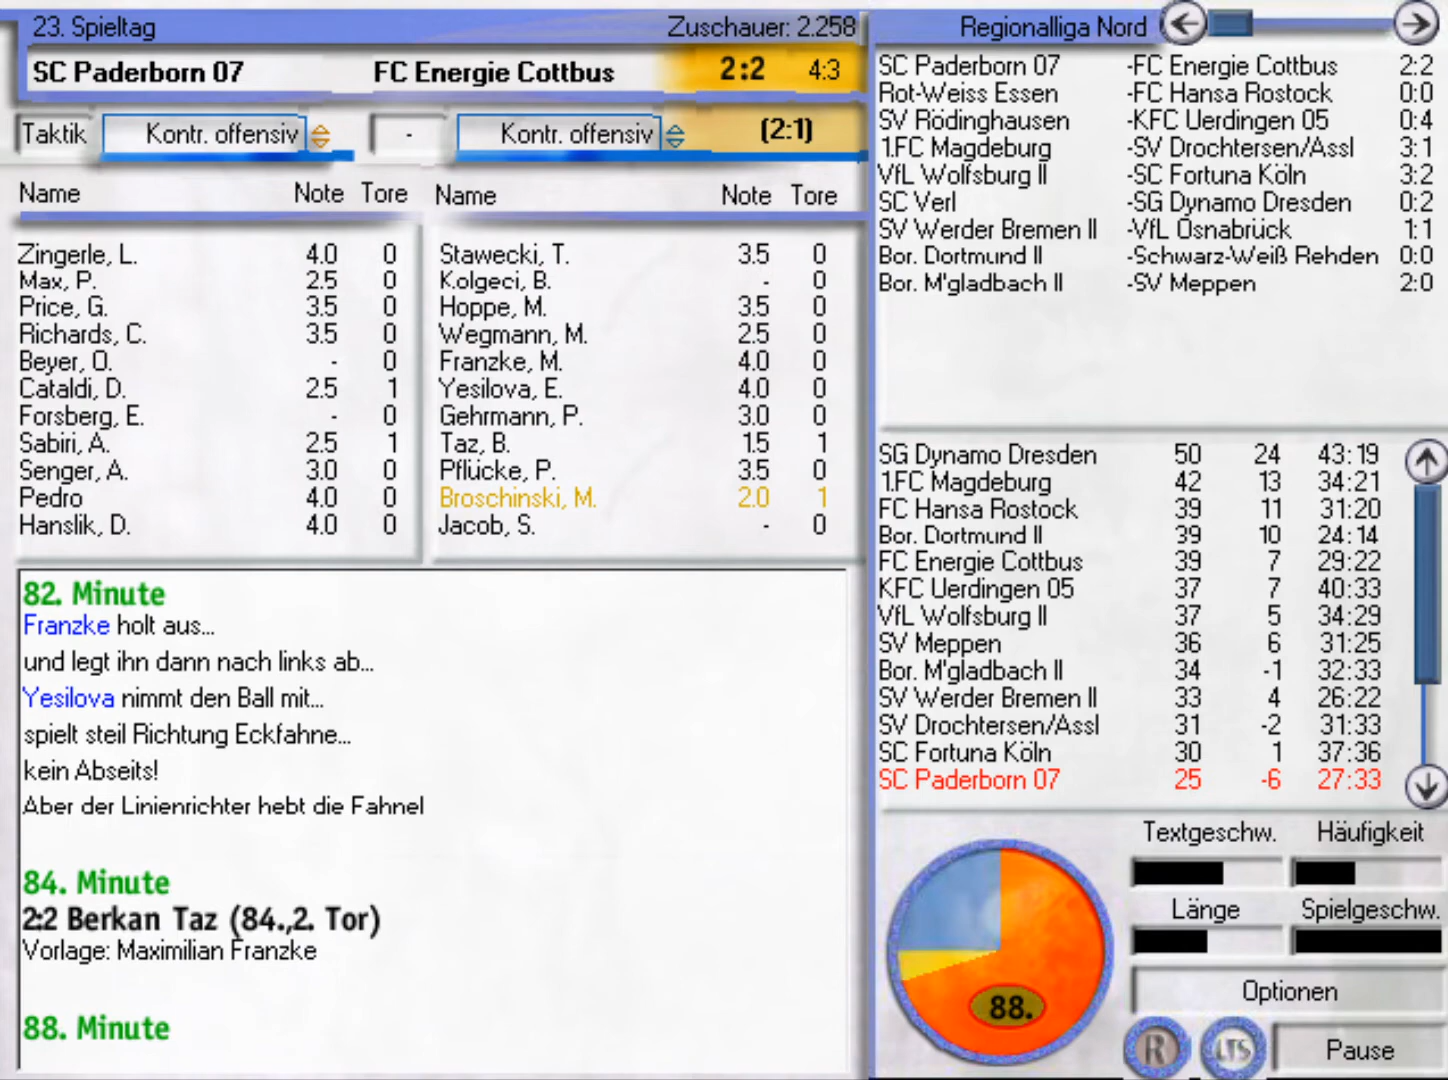 23. Spieltag
Zuschauer: 2.258
SC Paderborn 07 FC Energie Cottbus 2:2 4:3
Taktik Kontr. offensiv - Kontr. offensiv (2:1)
Name Note Tore
Zingerle, L. 4.0 0
Max, P. 2.5 0
Price, G. 3.5 0
Richards, C. 3.5 0
Beyer, O. - 0
Cataldi, D. 2.5 1
Forsberg, E. - 0
Sabiri, A. 2.5 1
Senger, A. 3.0 0
Pedro 4.0 0
Hanslik, D. 4.0 0
Name Note Tore
Stawecki, T. 3.5 0
Kolgeci, B. - 0
Hoppe, M. 3.5 0
Wegmann, M. 2.5 0
Franzke, M. 4.0 0
Yesilova, E. 4.0 0
Gehrmann, P. 3.0 0
Taz, B. 1.5 1
Pflücke, P. 3.5 0
Broschinski, M. 2.0 1
Jacob, S. - 0
82. Minute
Franzke holt aus...
und legt ihn dann nach links ab...
Yesilova nimmt den Ball mit...
spielt steil Richtung Eckfahne...
kein Abseits!
Aber der Linienrichter hebt die Fahne!
84. Minute
2:2 Berkan Taz (84.,2. Tor)
Vorlage: Maximilian Franzke
88. Minute
Regionalliga Nord
SC Paderborn 07 -FC Energie Cottbus 2:2
Rot-Weiss Essen -FC Hansa Rostock 0:0
SV Rödinghausen -KFC Uerdingen 05 0:4
1.FC Magdeburg -SV Drochtersen/Assl 3:1
VfL Wolfsburg II -SC Fortuna Köln 3:2
SC Verl -SG Dynamo Dresden 0:2
SV Werder Bremen II -VfL Osnabrück 1:1
Bor. Dortmund II -Schwarz-Weiß Rehden 0:0
Bor. M'gladbach II -SV Meppen 2:0
SG Dynamo Dresden 50 24 43:19
1.FC Magdeburg 42 13 34:21
FC Hansa Rostock 39 11 31:20
Bor. Dortmund II 39 10 24:14
FC Energie Cottbus 39 7 29:22
KFC Uerdingen 05 37 7 40:33
VfL Wolfsburg II 37 5 34:29
SV Meppen 36 6 31:25
Bor. M'gladbach II 34 -1 32:33
SV Werder Bremen II 33 4 26:22
SV Drochtersen/Assl 31 -2 31:33
SC Fortuna Köln 30 1 37:36
SC Paderborn 07 25 -6 27:33
Textgeschw. Häufigkeit
Länge Spielgeschw.
88.
Optionen
R LTS Pause